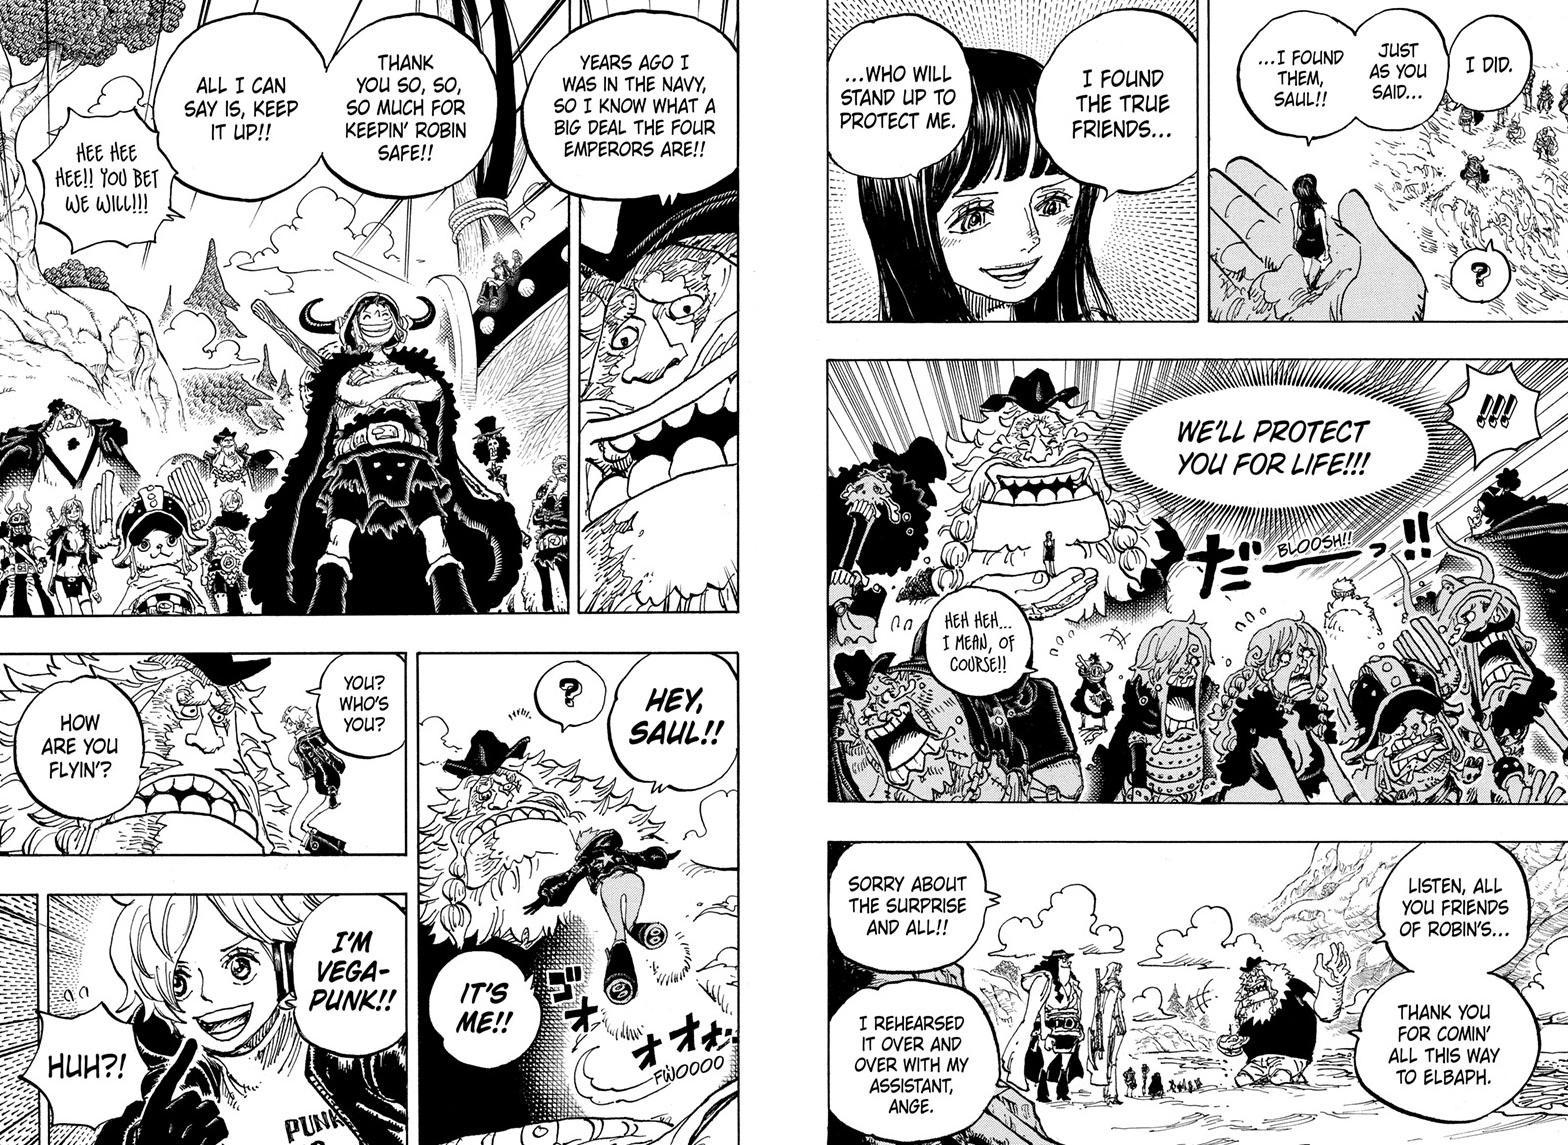 I DID.
JUST
AS YOU
SAID...
...I FOUND
THEM,
SAUL!!
?
I FOUND
THE TRUE
FRIENDS...
...WHO WILL
STAND UP TO
PROTECT ME.
!!!
WE'LL PROTECT
YOU FOR LIFE!!!
だーっ!!
BLOOSH!!
HEH HEH...
I MEAN, OF
COURSE!!
LISTEN, ALL
YOU FRIENDS
OF ROBIN'S...
THANK YOU
FOR COMIN'
ALL THIS WAY
TO ELBAPH.
SORRY ABOUT
THE SURPRISE
AND ALL!!
I REHEARSED
IT OVER AND
OVER WITH MY
ASSISTANT,
ANGE.
YEARS AGO I
WAS IN THE NAVY,
SO I KNOW WHAT A
BIG DEAL THE FOUR
EMPERORS ARE!!
THANK
YOU SO, SO,
SO MUCH FOR
KEEPIN' ROBIN
SAFE!!
ALL I CAN
SAY IS, KEEP
IT UP!!
HEE HEE
HEE!! YOU BET
WE WILL!!!
HEY,
SAUL!!
?
IT'S
ME!!
ゴオオオオ
FWOOOO
YOU?
WHO'S
YOU?
HOW
ARE YOU
FLYIN'?
I'M
VEGA-
PUNK!!
HUH?!
PUNK
2